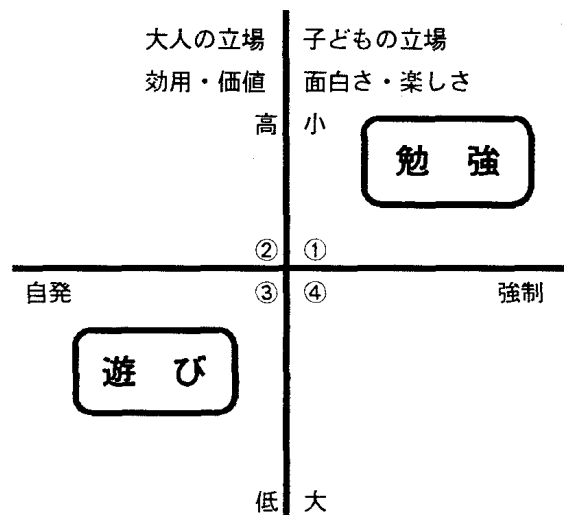 大人の立場 子どもの立場
効用・価値 面白さ・楽しさ
高 小
勉 強
② ①
自発 ③ ④ 強制
遊 び
低 大